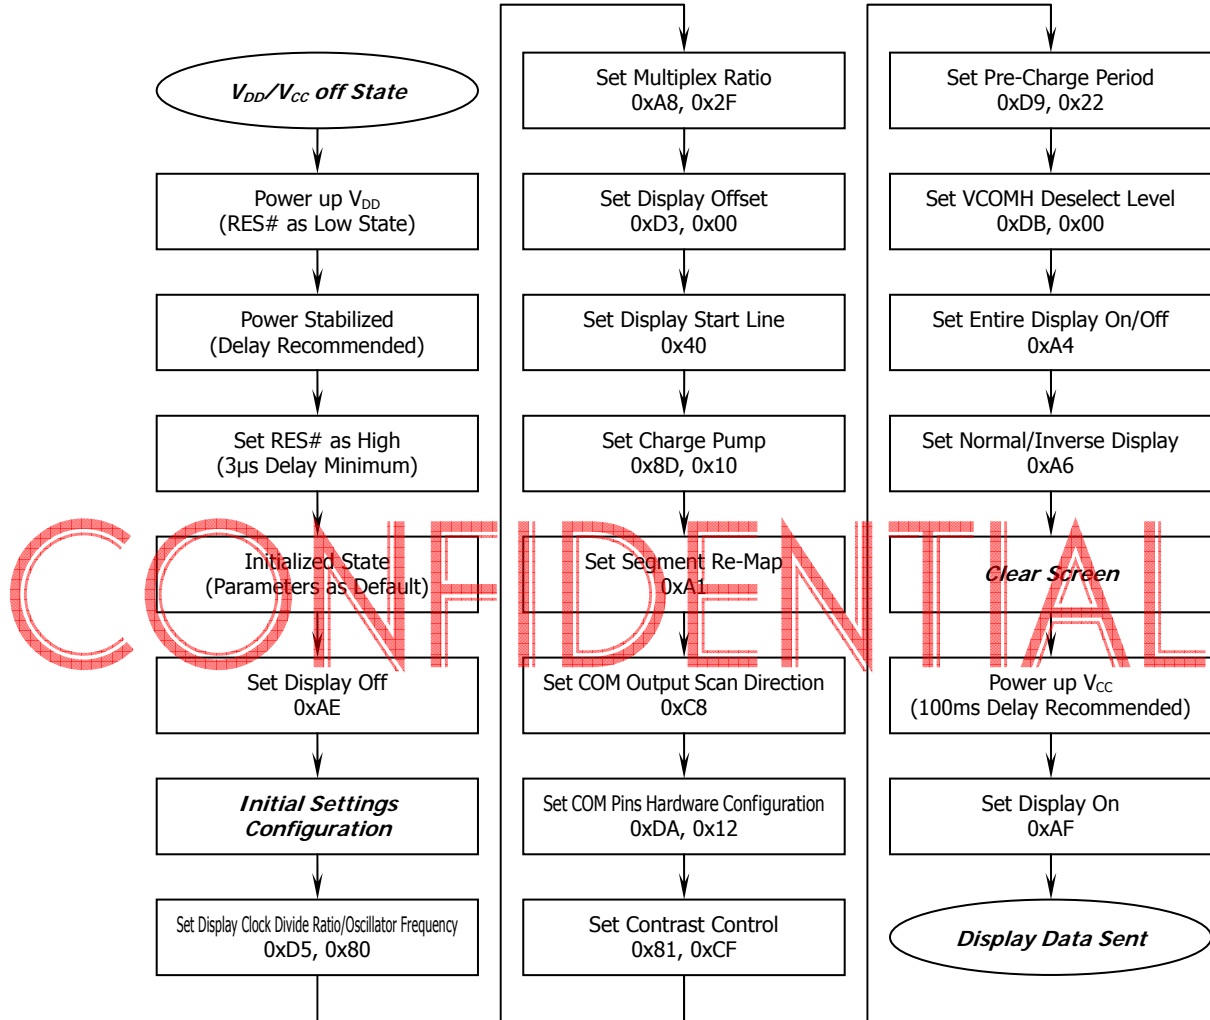 V_DD/V_CC off State
Power up V_DD
(RES# as Low State)
Power Stabilized
(Delay Recommended)
Set RES# as High
(3µs Delay Minimum)
Initialized State
(Parameters as Default)
Set Display Off
0xAE
Initial Settings
Configuration
Set Display Clock Divide Ratio/Oscillator Frequency
0xD5, 0x80
Set Multiplex Ratio
0xA8, 0x2F
Set Display Offset
0xD3, 0x00
Set Display Start Line
0x40
Set Charge Pump
0x8D, 0x10
Set Segment Re-Map
0xA1
Set COM Output Scan Direction
0xC8
Set COM Pins Hardware Configuration
0xDA, 0x12
Set Contrast Control
0x81, 0xCF
Set Pre-Charge Period
0xD9, 0x22
Set VCOMH Deselect Level
0xDB, 0x00
Set Entire Display On/Off
0xA4
Set Normal/Inverse Display
0xA6
Clear Screen
Power up V_CC
(100ms Delay Recommended)
Set Display On
0xAF
Display Data Sent
CONFIDENTIAL